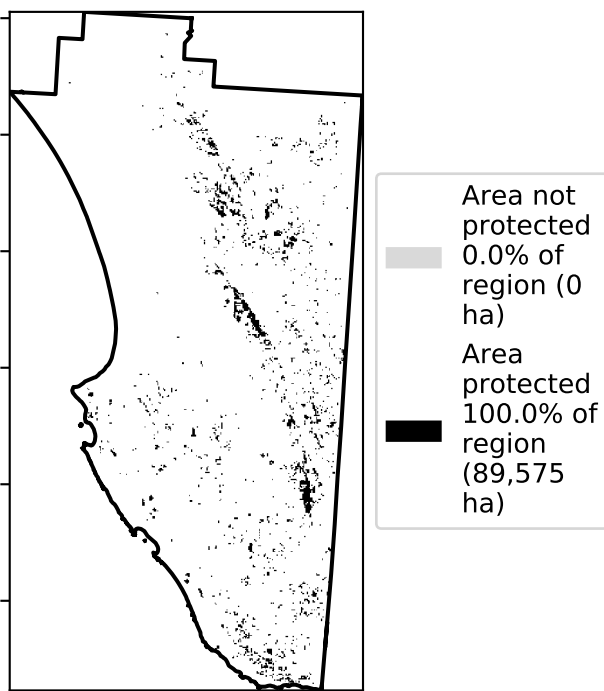 Area not
protected
0.0% of
region (0
ha)
Area
protected
100.0% of
region
(89,575
ha)